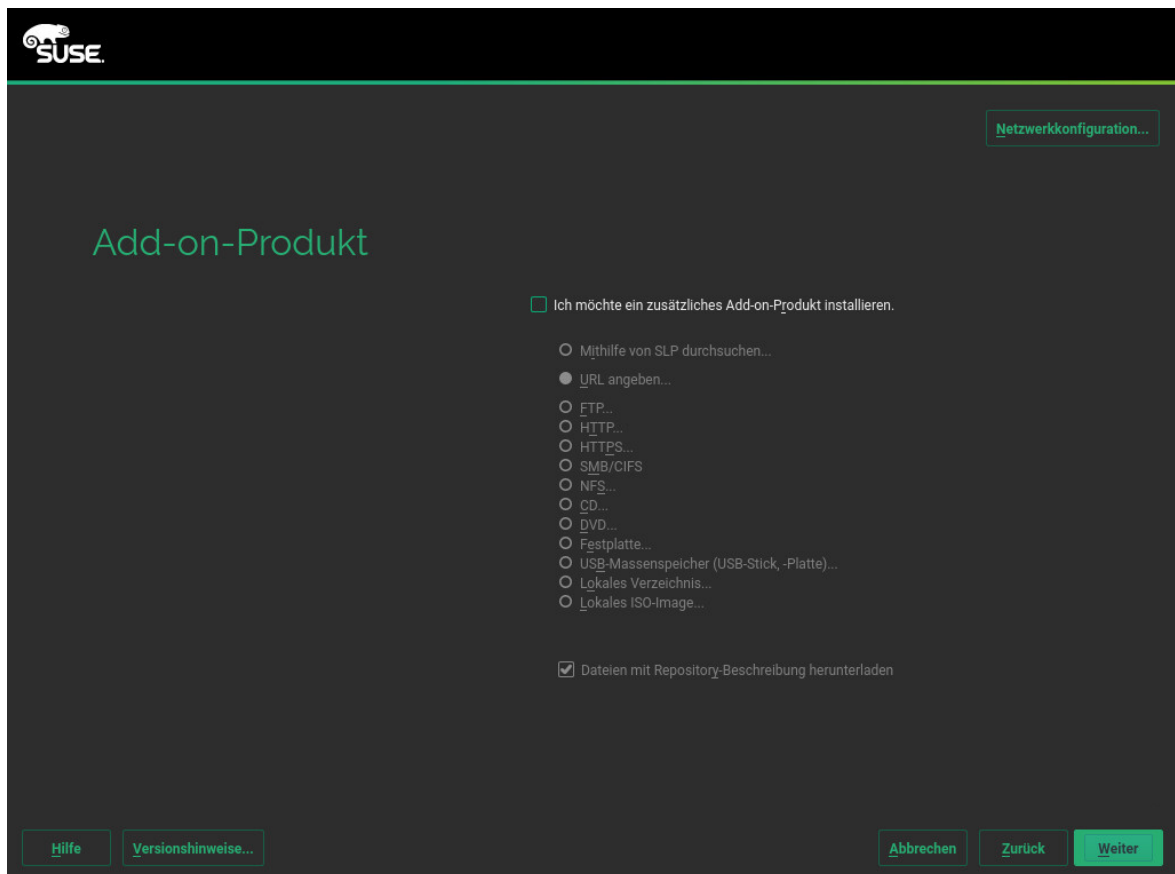 SUSE.
Netzwerkkonfiguration...
Add-on-Produkt
Ich möchte ein zusätzliches Add-on-Produkt installieren.
Mithilfe von SLP durchsuchen...
URL angeben...
FTP...
HTTP...
HTTPS...
SMB/CIFS
NFS...
CD...
DVD...
Festplatte...
USB-Massenspeicher (USB-Stick, -Platte)...
Lokales Verzeichnis...
Lokales ISO-Image...
Dateien mit Repository-Beschreibung herunterladen
Hilfe Versionshinweise... Abbrechen Zurück Weiter